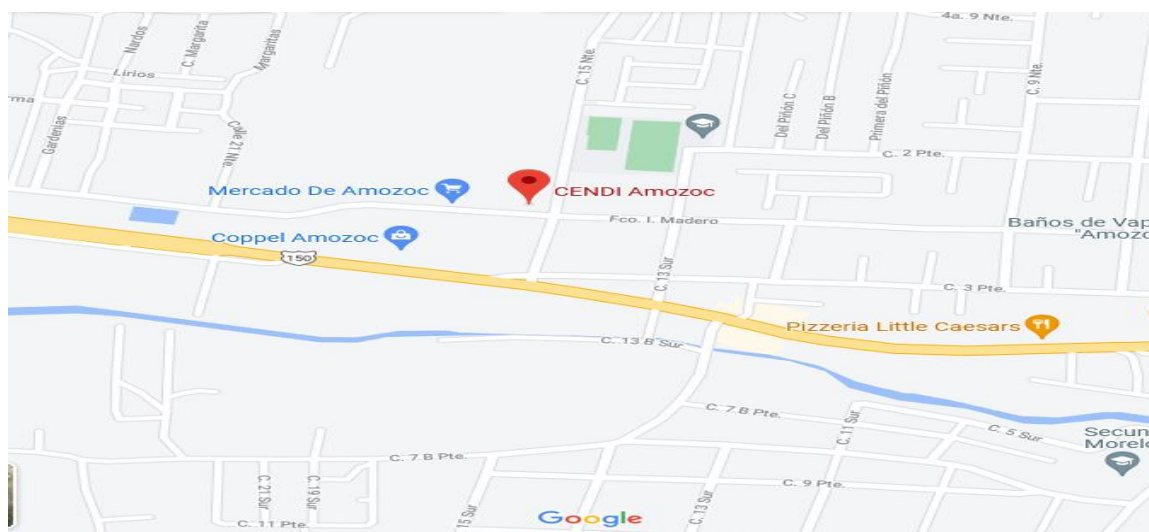 4a. 9 Nte.
Nardos
C. Margarita
Margaritas
Lirios
C. 15 Nte.
C. 9 Nte.
rma
Gardenias
Calle 21 Nte.
Del Piñón C
Del Piñón B
Primera del Piñón
C. 2 Pte.
Mercado De Amozoc
CENDI Amozoc
Fco. I. Madero
Baños de Vap
"Amozo
Coppel Amozoc
150
C. 13 Sur
C. 3 Pte.
Pizzeria Little Caesars
C. 13 B Sur
C. 7 B Pte.
C. 11 Sur
C. 5 Sur
Secun
Morelo
C. 7 B Pte.
C. 21 Sur
C. 19 Sur
C. 9 Pte.
C. 11 Pte.
15 Sur
Google
C. 13 Sur